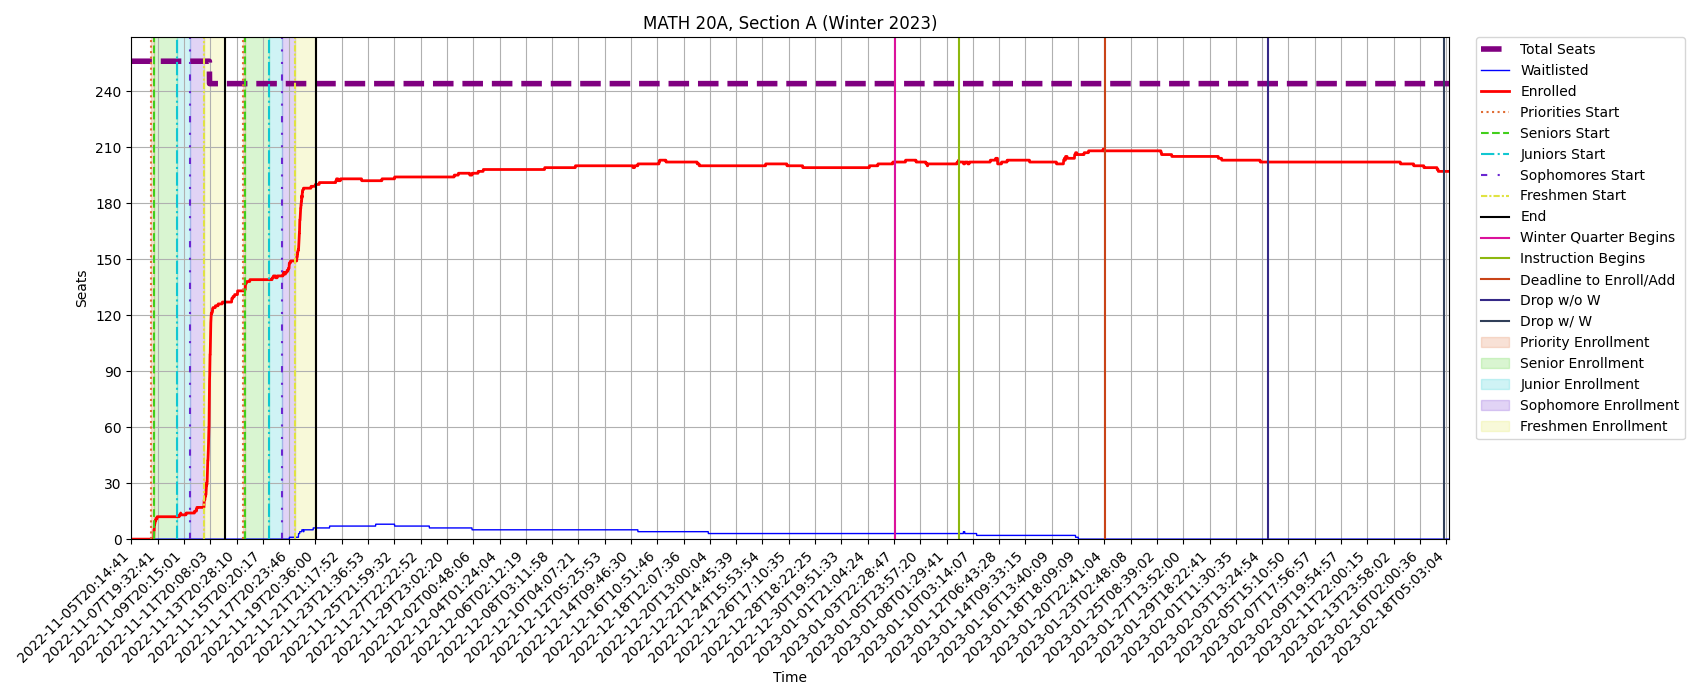 MATH 20A, Section A (Winter 2023)
Seats
240
210
180
150
120
90
60
30
0
2022-11-05T20:14:41
2022-11-07T19:32:41
2022-11-09T20:15:01
2022-11-11T20:08:03
2022-11-13T20:28:10
2022-11-15T20:20:17
2022-11-17T20:23:46
2022-11-19T20:36:00
2022-11-21T21:17:52
2022-11-23T21:36:53
2022-11-25T21:59:32
2022-11-27T22:22:52
2022-11-29T23:02:20
2022-12-02T00:48:06
2022-12-04T01:24:04
2022-12-06T02:12:19
2022-12-08T03:11:58
2022-12-10T04:07:21
2022-12-12T05:25:53
2022-12-14T09:46:30
2022-12-16T10:51:46
2022-12-18T12:07:36
2022-12-20T13:00:04
2022-12-22T14:45:39
2022-12-24T15:53:54
2022-12-26T17:10:35
2022-12-28T18:22:25
2022-12-30T19:51:33
2023-01-01T21:04:24
2023-01-03T22:28:47
2023-01-05T23:57:20
2023-01-08T01:29:41
2023-01-10T03:14:07
2023-01-12T06:43:28
2023-01-14T09:33:15
2023-01-16T13:40:09
2023-01-18T18:09:09
2023-01-20T22:41:04
2023-01-23T02:48:08
2023-01-25T08:39:02
2023-01-27T13:52:00
2023-01-29T18:22:41
2023-02-01T11:30:35
2023-02-03T13:24:54
2023-02-05T15:10:50
2023-02-07T17:56:57
2023-02-09T19:54:57
2023-02-11T22:00:15
2023-02-13T23:58:02
2023-02-16T02:00:36
2023-02-18T05:03:04
Time
Total Seats
Waitlisted
Enrolled
Priorities Start
Seniors Start
Juniors Start
Sophomores Start
Freshmen Start
End
Winter Quarter Begins
Instruction Begins
Deadline to Enroll/Add
Drop w/o W
Drop w/ W
Priority Enrollment
Senior Enrollment
Junior Enrollment
Sophomore Enrollment
Freshmen Enrollment